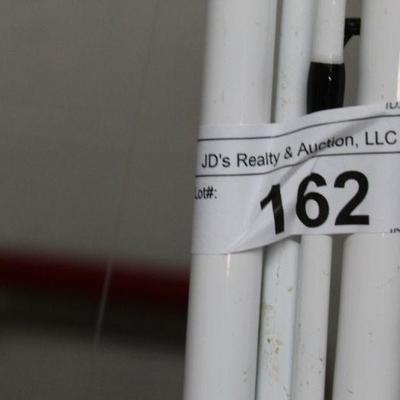 JD's Realty & Auction, LLC
Lot#:
162